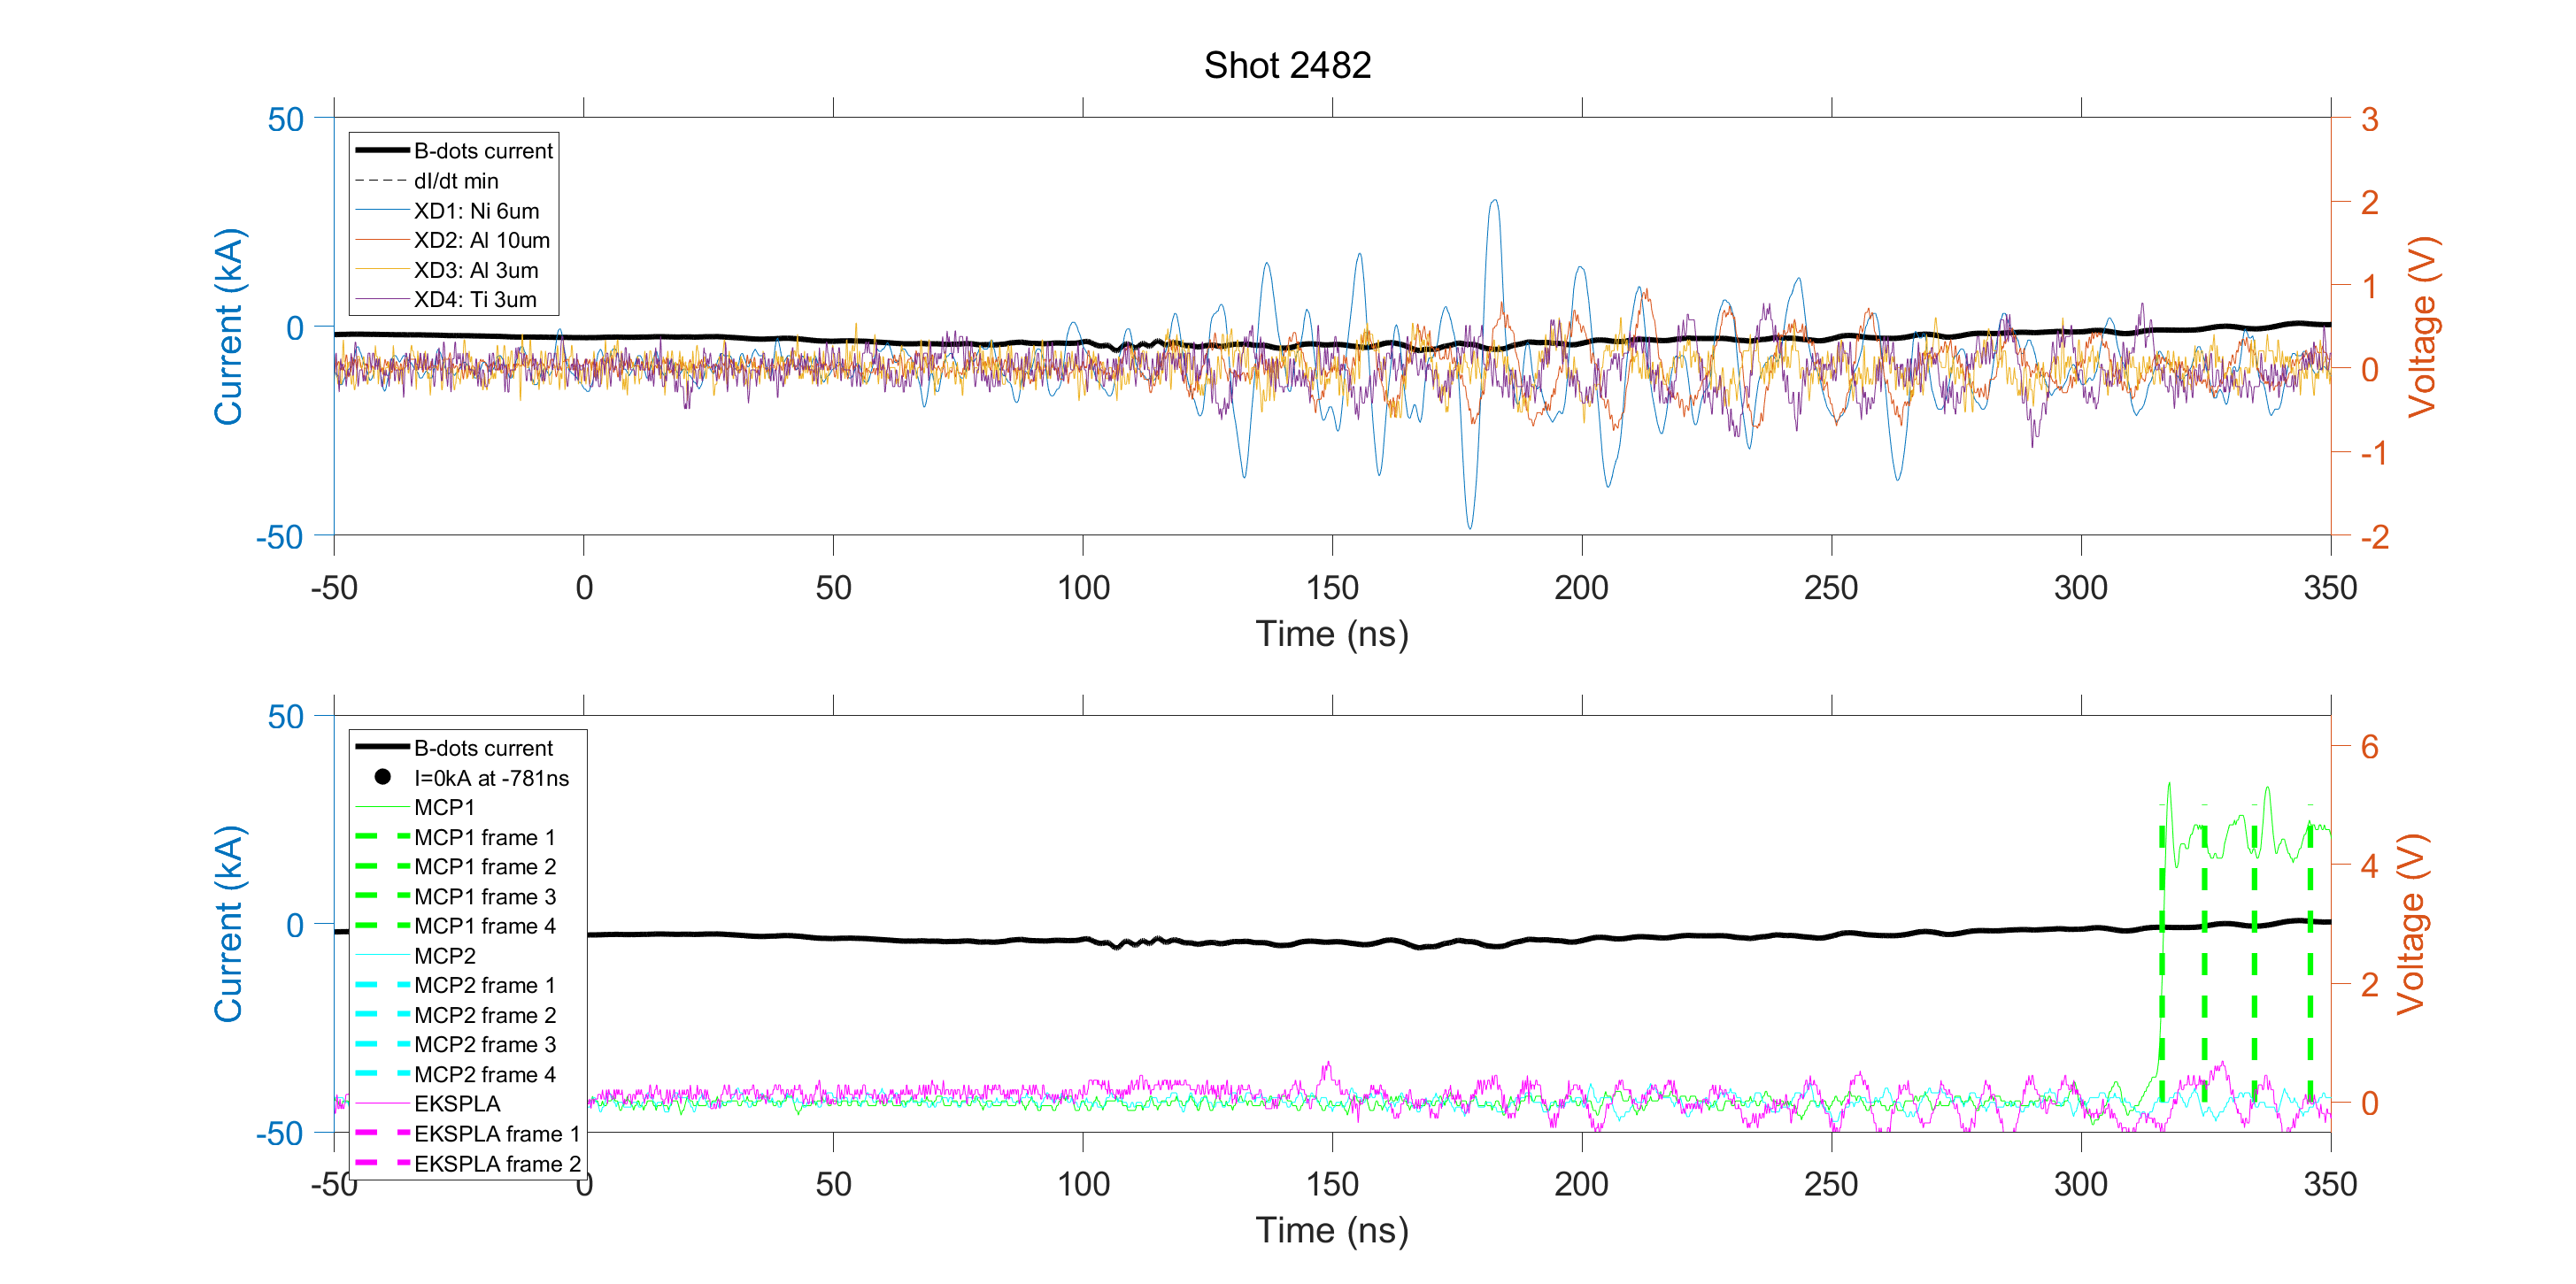 Shot 2482
50
0
-50
Current (kA)
3
2
1
0
-1
-2
Voltage (V)
B-dots current
dI/dt min
XD1: Ni 6um
XD2: Al 10um
XD3: Al 3um
XD4: Ti 3um
-50 0 50 100 150 200 250 300 350
Time (ns)
50
0
-50
Current (kA)
6
4
2
0
Voltage (V)
B-dots current
I=0kA at -781ns
MCP1
MCP1 frame 1
MCP1 frame 2
MCP1 frame 3
MCP1 frame 4
MCP2
MCP2 frame 1
MCP2 frame 2
MCP2 frame 3
MCP2 frame 4
EKSPLA
EKSPLA frame 1
EKSPLA frame 2
-50 0 50 100 150 200 250 300 350
Time (ns)